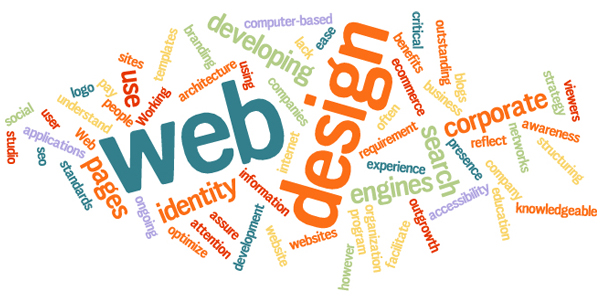 computer-based
developing
branding
templates
sites
use
Working
people
pay
logo
understand
social
user
studio
applications
seo
Web
standards
pages
architecture
using
web
lack
ease
companies
design
critical
benefits
outstanding
ecommerce
blogs
business
often
requirement
internet
search
engines
experience
presence
corporate
reflect
networks
awareness
strategy
viewers
structuring
company
education
knowledgeable
accessibility
outgrowth
facilitate
organization
program
however
websites
website
information
development
identity
assure
attention
optimize
ongoing